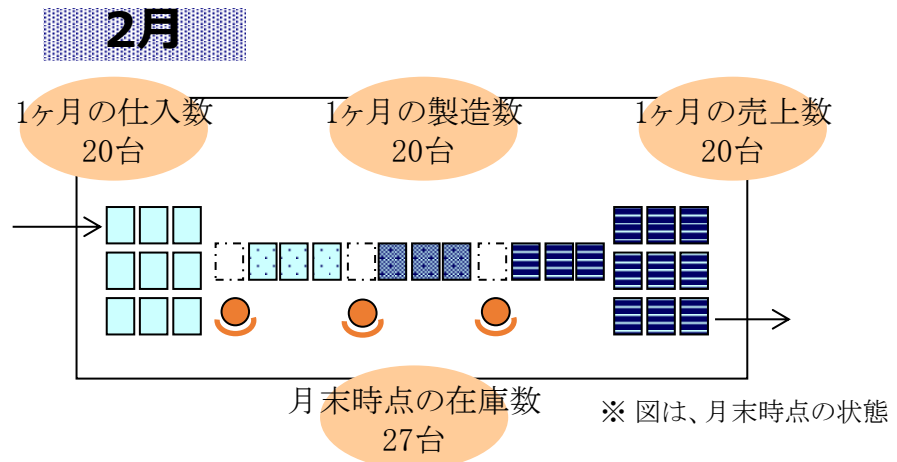 2月
1ヶ月の仕入数
20台
1ヶ月の製造数
20台
1ヶ月の売上数
20台
月末時点の在庫数
27台
※ 図は、月末時点の状態